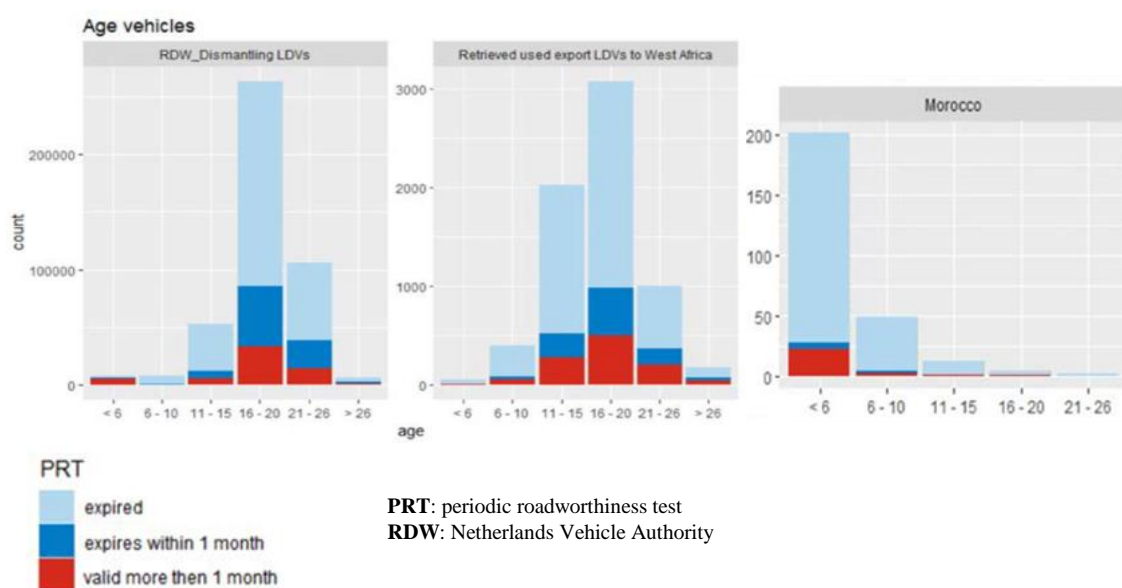 Age vehicles
RDW_Dismantling LDVs
200000
100000
0
< 6 6 - 10 11 - 15 16 - 20 21 - 26 > 26
count
Retrieved used export LDVs to West Africa
3000
2000
1000
0
< 6 6 - 10 11 - 15 16 - 20 21 - 26 > 26
age
Morocco
200
150
100
50
0
< 6 6 - 10 11 - 15 16 - 20 21 - 26
PRT
expired
expires within 1 month
valid more then 1 month
PRT: periodic roadworthiness test
RDW: Netherlands Vehicle Authority